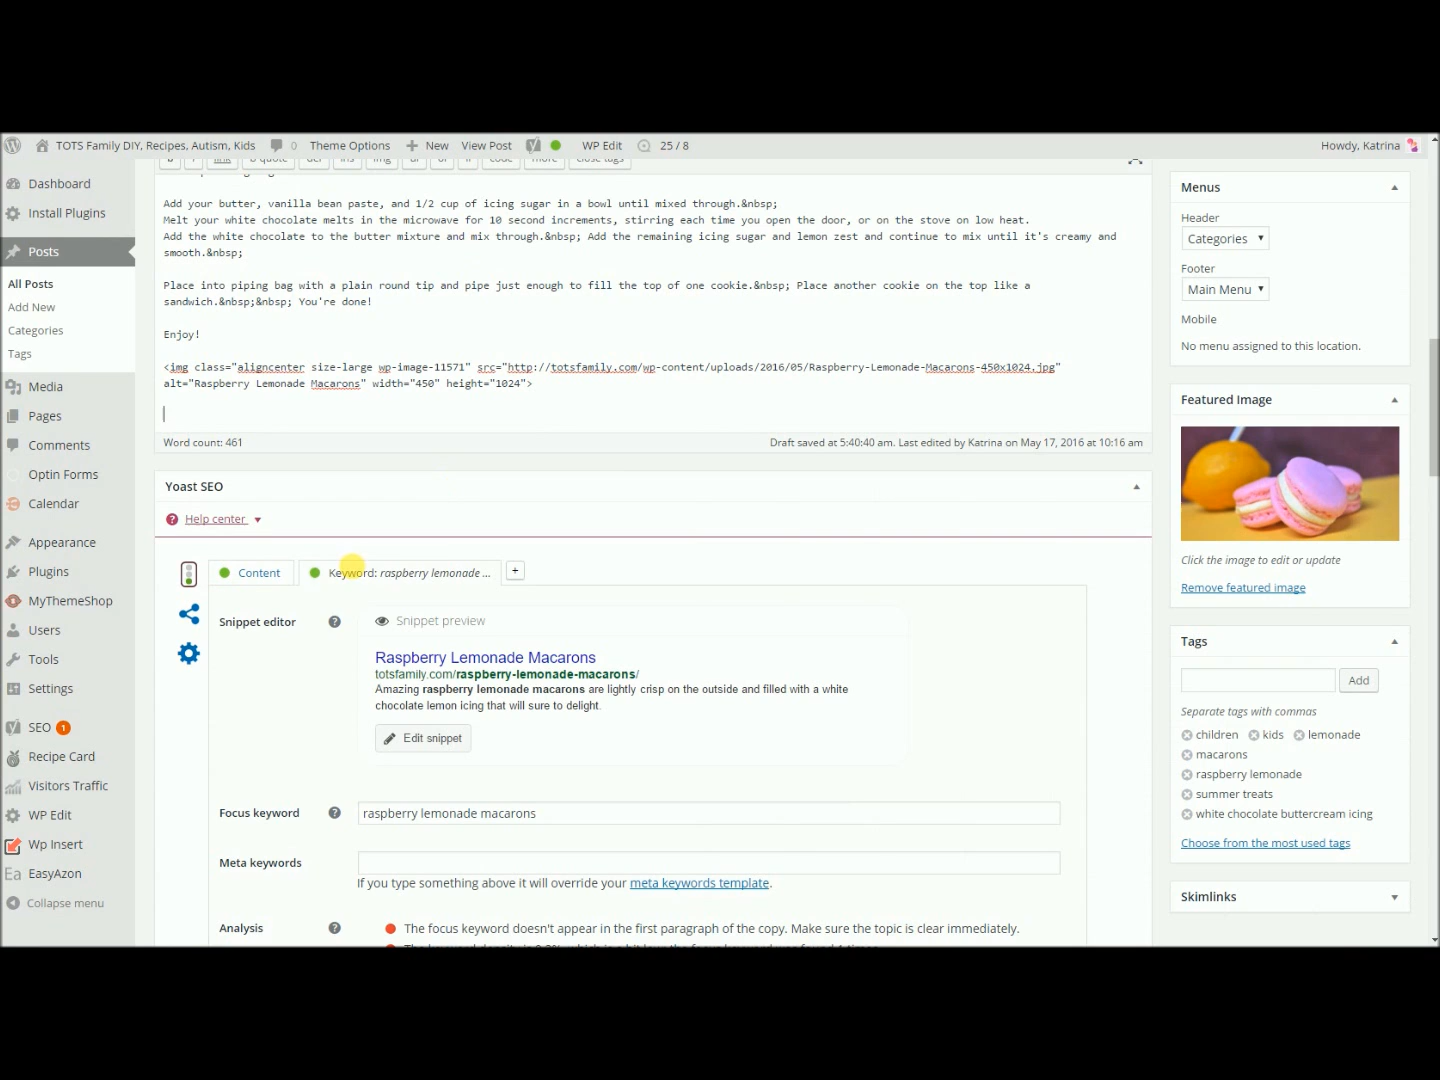 TOTS Family DIY, Recipes, Autism, Kids 0 Theme Options New View Post WP Edit 25 / 8 Howdy, Katrina
Dashboard
Install Plugins
Posts
All Posts
Add New
Categories
Tags
Media
Pages
Comments
Optin Forms
Calendar
Appearance
Plugins
MyThemeShop
Users
Tools
Settings
SEO 1
Recipe Card
Visitors Traffic
WP Edit
Wp Insert
Ea EasyAzon
Collapse menu
link b-quote del ins img ul ol li code more close tags
Add your butter, vanilla bean paste, and 1/2 cup of icing sugar in a bowl until mixed through.&nbsp;
Melt your white chocolate melts in the microwave for 10 second increments, stirring each time you open the door, or on the stove on low heat.
Add the white chocolate to the butter mixture and mix through.&nbsp; Add the remaining icing sugar and lemon zest and continue to mix until it's creamy and
smooth.&nbsp;
Place into piping bag with a plain round tip and pipe just enough to fill the top of one cookie.&nbsp; Place another cookie on the top like a
sandwich.&nbsp;&nbsp; You're done!
Enjoy!
<img class="aligncenter size-large wp-image-11571" src="http://totsfamily.com/wp-content/uploads/2016/05/Raspberry-Lemonade-Macarons-450x1024.jpg"
alt="Raspberry Lemonade Macarons" width="450" height="1024">
Word count: 461 Draft saved at 5:40:40 am. Last edited by Katrina on May 17, 2016 at 10:16 am
Yoast SEO
? Help center
Content Keyword: raspberry lemonade ... +
Snippet editor ? Snippet preview
Raspberry Lemonade Macarons
totsfamily.com/raspberry-lemonade-macarons/
Amazing raspberry lemonade macarons are lightly crisp on the outside and filled with a white
chocolate lemon icing that will sure to delight.
Edit snippet
Focus keyword ? raspberry lemonade macarons
Meta keywords
If you type something above it will override your meta keywords template.
Analysis ? The focus keyword doesn't appear in the first paragraph of the copy. Make sure the topic is clear immediately.
Menus
Header
Categories
Footer
Main Menu
Mobile
No menu assigned to this location.
Featured Image
Click the image to edit or update
Remove featured image
Tags
Add
Separate tags with commas
children kids lemonade
macarons
raspberry lemonade
summer treats
white chocolate buttercream icing
Choose from the most used tags
Skimlinks